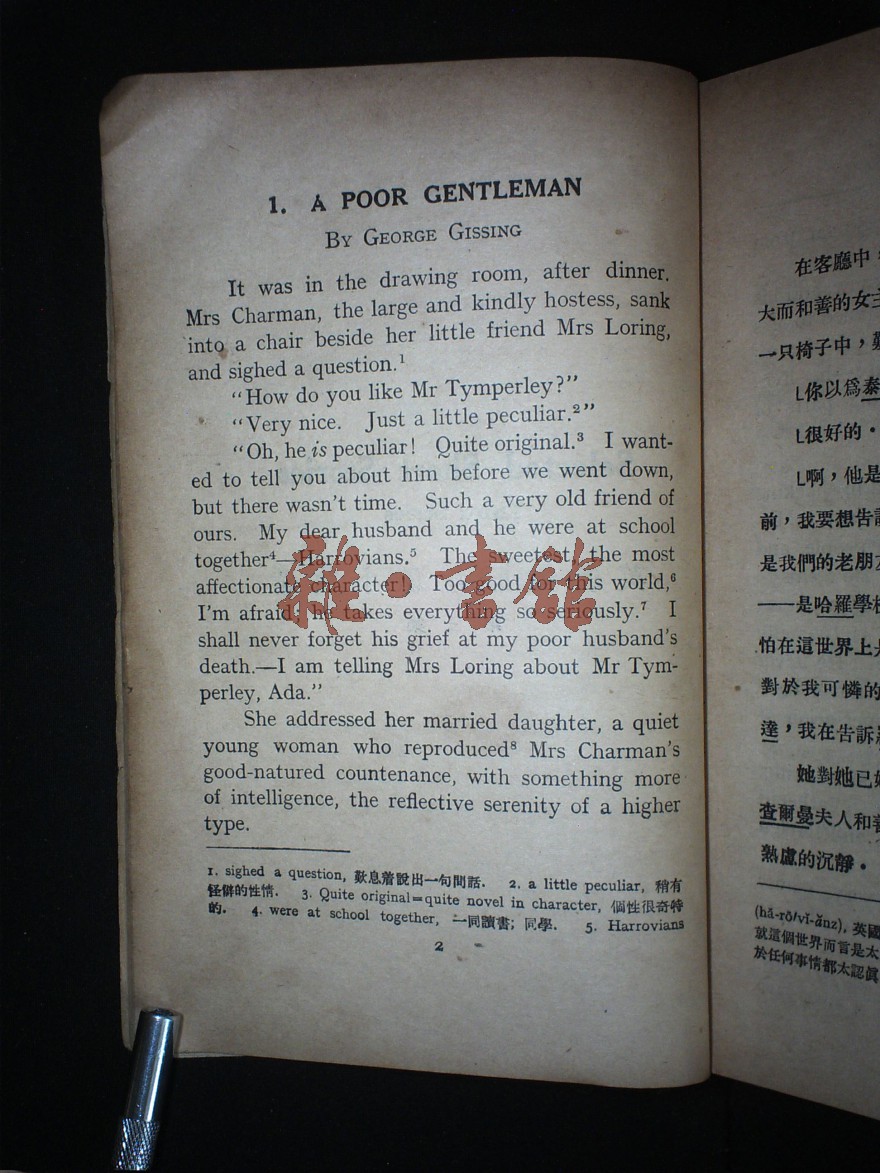 1. A POOR GENTLEMAN
BY GEORGE GISSING
It was in the drawing room, after dinner.
Mrs Charman, the large and kindly hostess, sank
into a chair beside her little friend Mrs Loring,
and sighed a question.¹
"How do you like Mr Tymperley?"
"Very nice. Just a little peculiar.²"
"Oh, he is peculiar! Quite original.³ I want-
ed to tell you about him before we went down,
but there wasn't time. Such a very old friend of
ours. My dear husband and he were at school
together⁴—Harrovians.⁵ The sweetest, the most
affectionate character! Too good for this world,⁶
I'm afraid; he takes everything so seriously.⁷ I
shall never forget his grief at my poor husband's
death.—I am telling Mrs Loring about Mr Tym-
perley, Ada."
She addressed her married daughter, a quiet
young woman who reproduced⁸ Mrs Charman's
good-natured countenance, with something more
of intelligence, the reflective serenity of a higher
type.
1. sighed a question, 歎息着說出一句問話. 2. a little peculiar, 稍有
怪僻的性情. 3. Quite original=quite novel in character, 個性很奇特
的. 4. were at school together, 一同讀書; 同學. 5. Harrovians
2
在客廳中，
大而和善的女主
一只椅子中，
└你以爲泰
└很好的。
└啊，他是
前，我要想告訴
是我們的老朋友
——是哈羅學校
怕在這世界上是
對於我可憐的
達，我在告訴
她對她已
查爾曼夫人和善
熟慮的沉靜。
(hă-rō'vĭ-ănz), 英國
就這個世界而言是太
於任何事情都太認眞
雜·書館